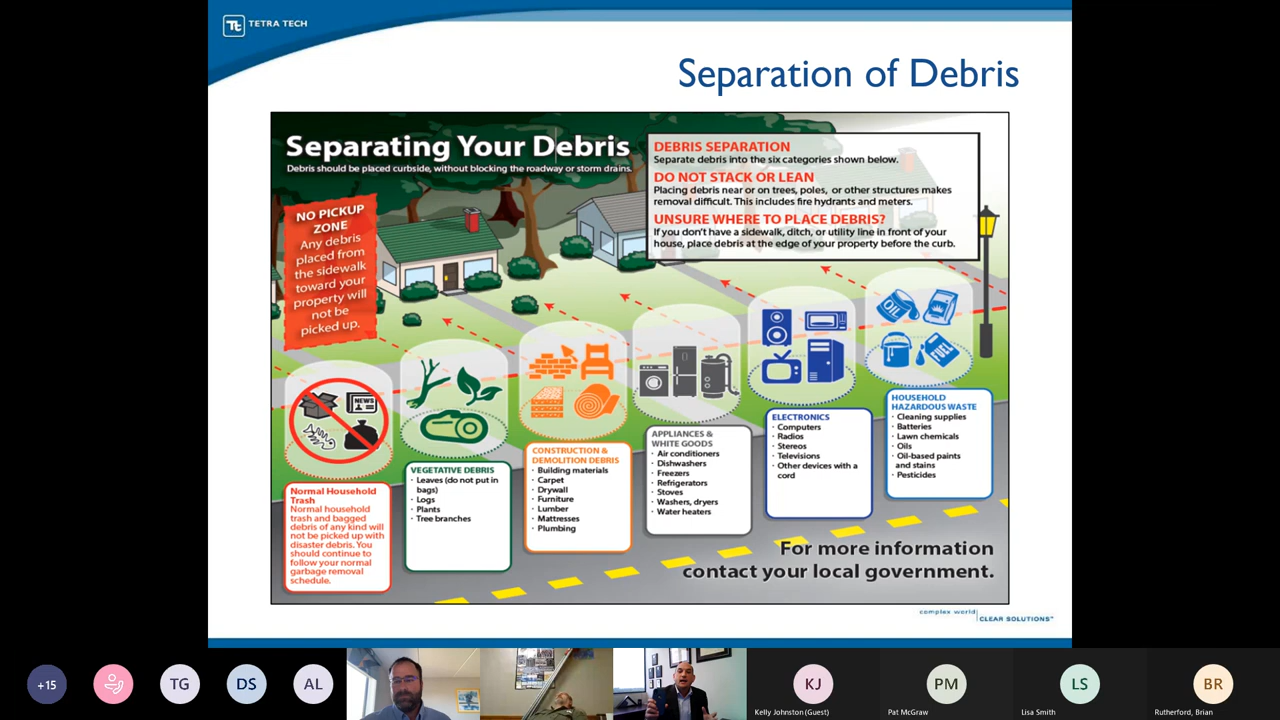 TETRA TECH
Separation of Debris
Separating Your Debris
Debris should be placed curbside, without blocking the roadway or storm drains.
DEBRIS SEPARATION
Separate debris into the six categories shown below.
DO NOT STACK OR LEAN
Placing debris near or on trees, poles, or other structures makes
removal difficult. This includes fire hydrants and meters.
UNSURE WHERE TO PLACE DEBRIS?
If you don't have a sidewalk, ditch, or utility line in front of your
house, place debris at the edge of your property before the curb.
NO PICKUP
ZONE
Any debris
placed from
the sidewalk
toward your
property will
not be
picked up.
NEWS
OIL
FUEL
Normal Household
Trash
Normal household
trash and bagged
debris of any kind will
not be picked up with
disaster debris. You
should continue to
follow your normal
garbage removal
schedule.
VEGETATIVE DEBRIS
· Leaves (do not put in
bags)
· Logs
· Plants
· Tree branches
CONSTRUCTION &
DEMOLITION DEBRIS
· Building materials
· Carpet
· Drywall
· Furniture
· Lumber
· Mattresses
· Plumbing
APPLIANCES &
WHITE GOODS
· Air conditioners
· Dishwashers
· Freezers
· Refrigerators
· Stoves
· Washers, dryers
· Water heaters
ELECTRONICS
· Computers
· Radios
· Stereos
· Televisions
· Other devices with a
cord
HOUSEHOLD
HAZARDOUS WASTE
· Cleaning supplies
· Batteries
· Lawn chemicals
· Oils
· Oil-based paints
and stains
· Pesticides
For more information
contact your local government.
complex world
CLEAR SOLUTIONS™
+15
TG
DS
AL
KJ
Kelly Johnston (Guest)
PM
Pat McGraw
LS
Lisa Smith
BR
Rutherford, Brian